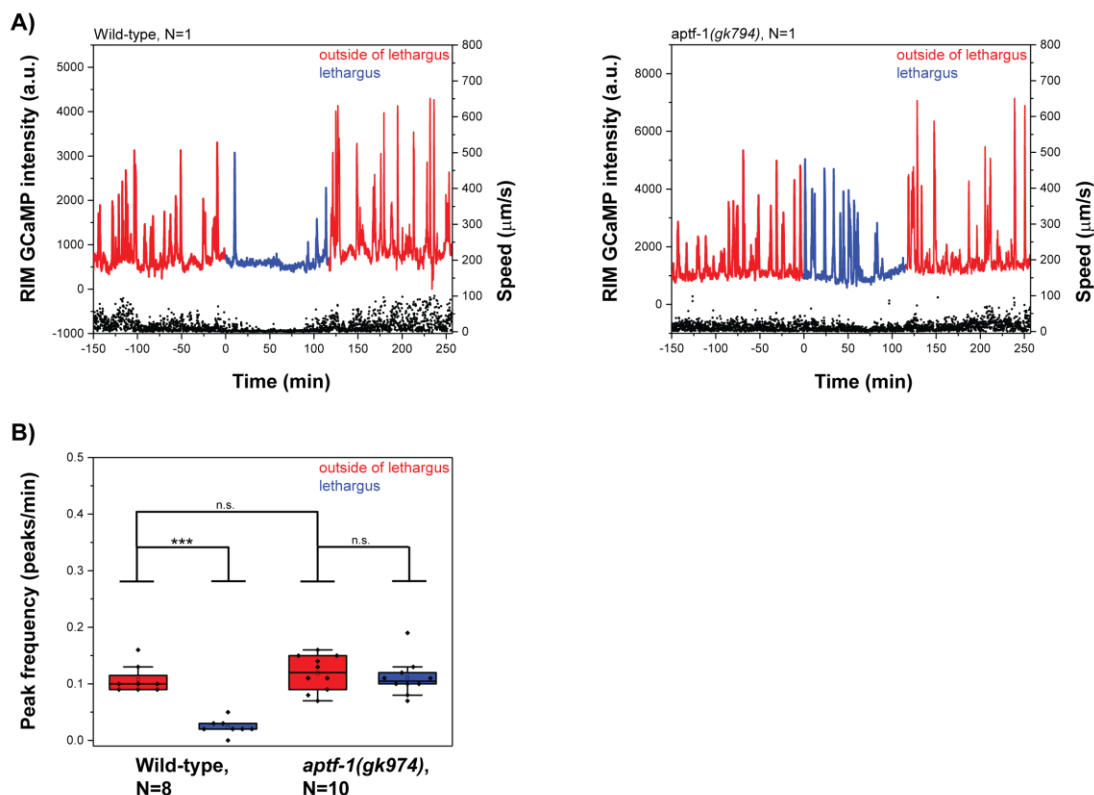 A)
Wild-type, N=1
outside of lethargus
lethargus
RIM GCaMP intensity (a.u.)
5000
4000
3000
2000
1000
0
-1000
800
700
600
500
400
300
200
100
0
Speed (µm/s)
-150 -100 -50 0 50 100 150 200 250
Time (min)
aptf-1(gk794), N=1
outside of lethargus
lethargus
RIM GCaMP intensity (a.u.)
8000
6000
4000
2000
0
800
700
600
500
400
300
200
100
0
Speed (µm/s)
-150 -100 -50 0 50 100 150 200 250
Time (min)
B)
outside of lethargus
lethargus
Peak frequency (peaks/min)
0.5
0.4
0.3
0.2
0.1
0.0
n.s.
***
n.s.
Wild-type,
N=8
aptf-1(gk974),
N=10